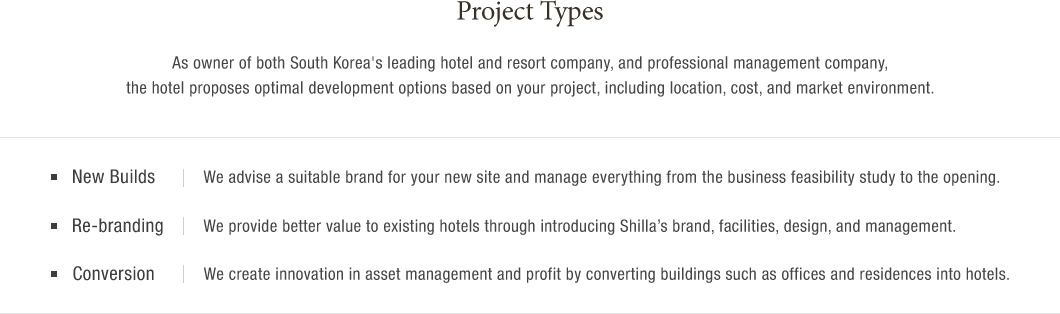 Project Types
As owner of both South Korea's leading hotel and resort company, and professional management company,
the hotel proposes optimal development options based on your project, including location, cost, and market environment.
New Builds We advise a suitable brand for your new site and manage everything from the business feasibility study to the opening.
Re-branding We provide better value to existing hotels through introducing Shilla’s brand, facilities, design, and management.
Conversion We create innovation in asset management and profit by converting buildings such as offices and residences into hotels.